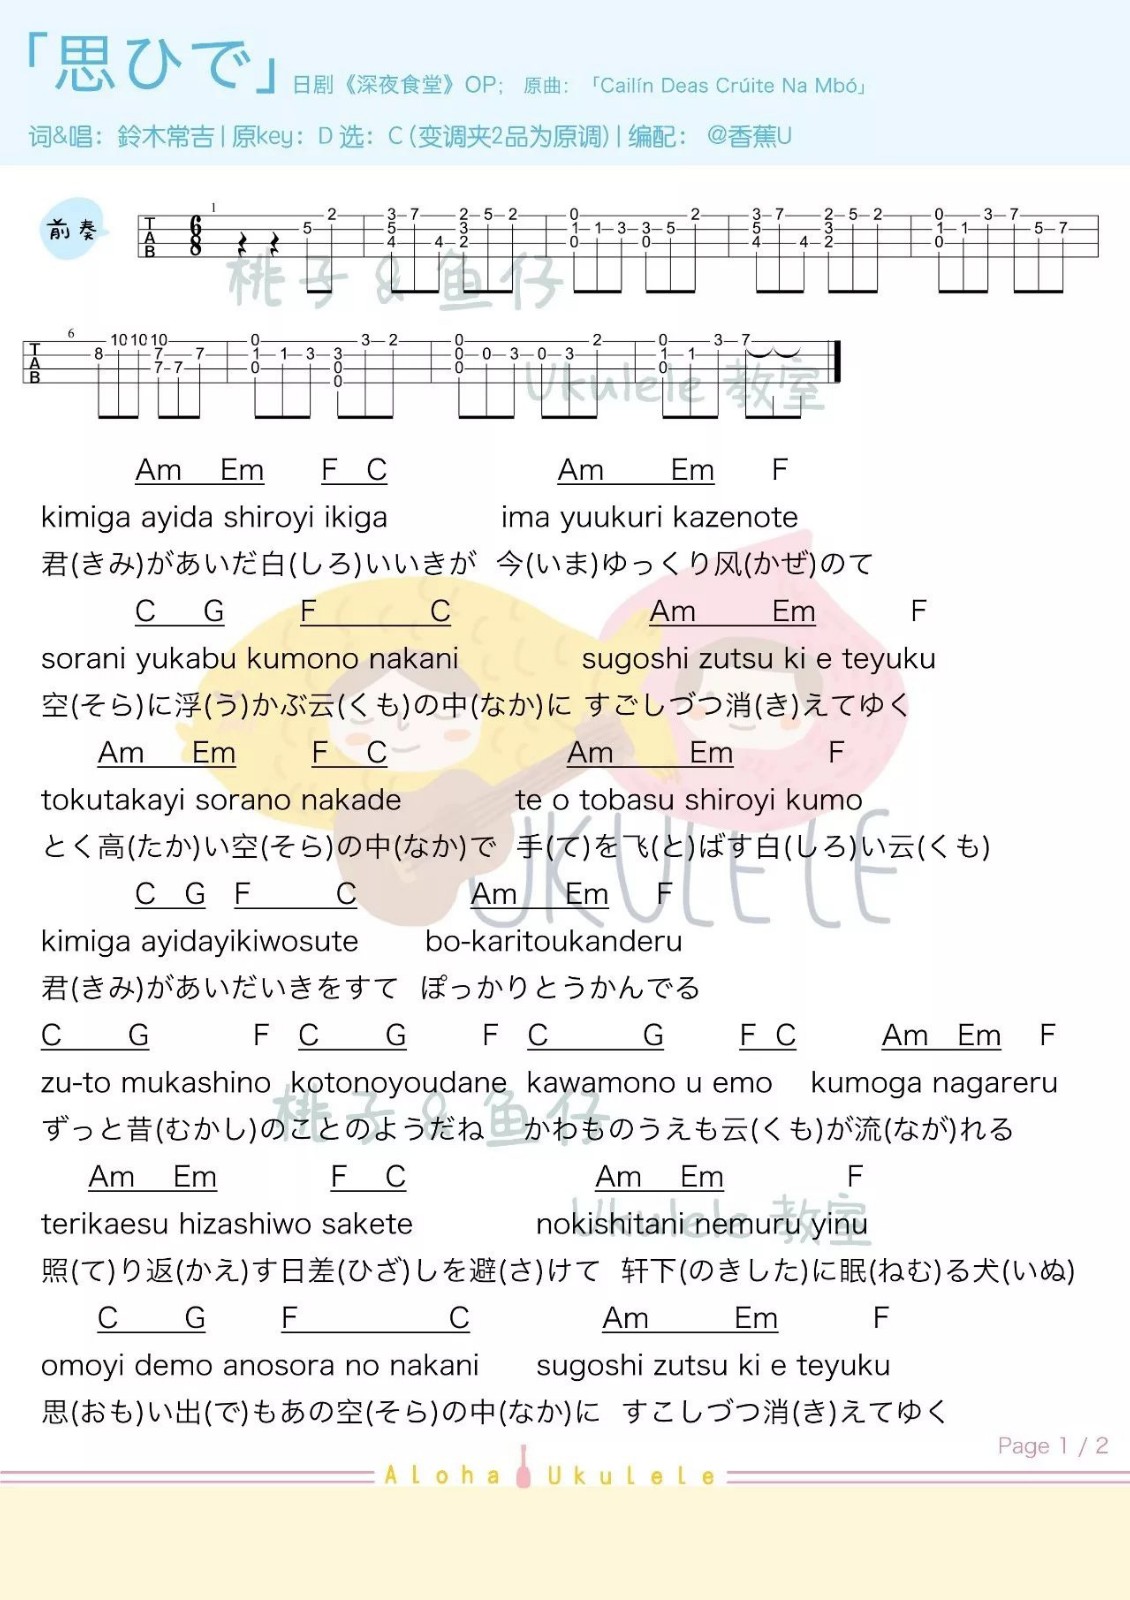 「思ひで」日剧《深夜食堂》OP； 原曲：「Cailín Deas Crúite Na Mbó」
词&唱：鈴木常吉 | 原key：D 选：C (变调夹2品为原调) | 编配： @香蕉U
前奏
桃子 & 鱼仔
Ukulele 教室
Am Em F C Am Em F
kimiga ayida shiroyi ikiga ima yuukuri kazenote
君(きみ)があいだ白(しろ)いいきが 今(いま)ゆっくり风(かぜ)のて
C G F C Am Em F
sorani yukabu kumono nakani sugoshi zutsu ki e teyuku
空(そら)に浮(う)かぶ云(くも)の中(なか)に すごしづつ消(き)えてゆく
Am Em F C Am Em F
tokutakayi sorano nakade te o tobasu shiroyi kumo
とく高(たか)い空(そら)の中(なか)で 手(て)を飞(と)ばす白(しろ)い云(くも)
UKULELE
C G F C Am Em F
kimiga ayidayikiwosute bo-karitoukanderu
君(きみ)があいだいきをすて ぽっかりとうかんでる
C G F C G F C G F C Am Em F
zu-to mukashino kotonoyoudane kawamono u emo kumoga nagareru
ずっと昔(むかし)のことのようだね かわものうえも云(くも)が流(なが)れる
桃子 & 鱼仔
Am Em F C Am Em F
terikaesu hizashiwo sakete nokishitani nemuru yinu
Ukulele 教室
照(て)り返(かえ)す日差(ひざ)しを避(さ)けて 轩下(のきした)に眠(ねむ)る犬(いぬ)
C G F C Am Em F
omoyi demo anosora no nakani sugoshi zutsu ki e teyuku
思(おも)い出(で)もあの空(そら)の中(なか)に すこしづつ消(き)えてゆく
Page 1 / 2
Aloha Ukulele